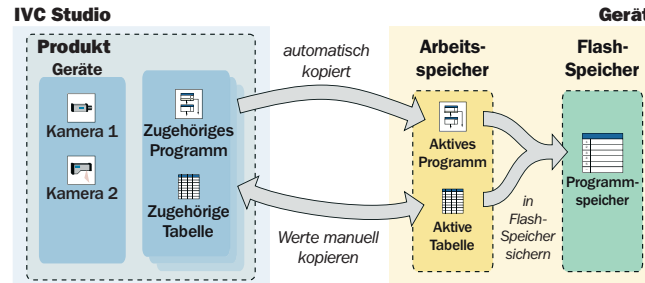 IVC Studio
Produkt
Geräte
Kamera 1
Kamera 2
Zugehöriges
Programm
Zugehörige
Tabelle
automatisch
kopiert
Werte manuell
kopieren
Gerät
Arbeits-
speicher
Aktives
Programm
Aktive
Tabelle
in
Flash-
Speicher
sichern
Flash-
Speicher
Programm-
speicher